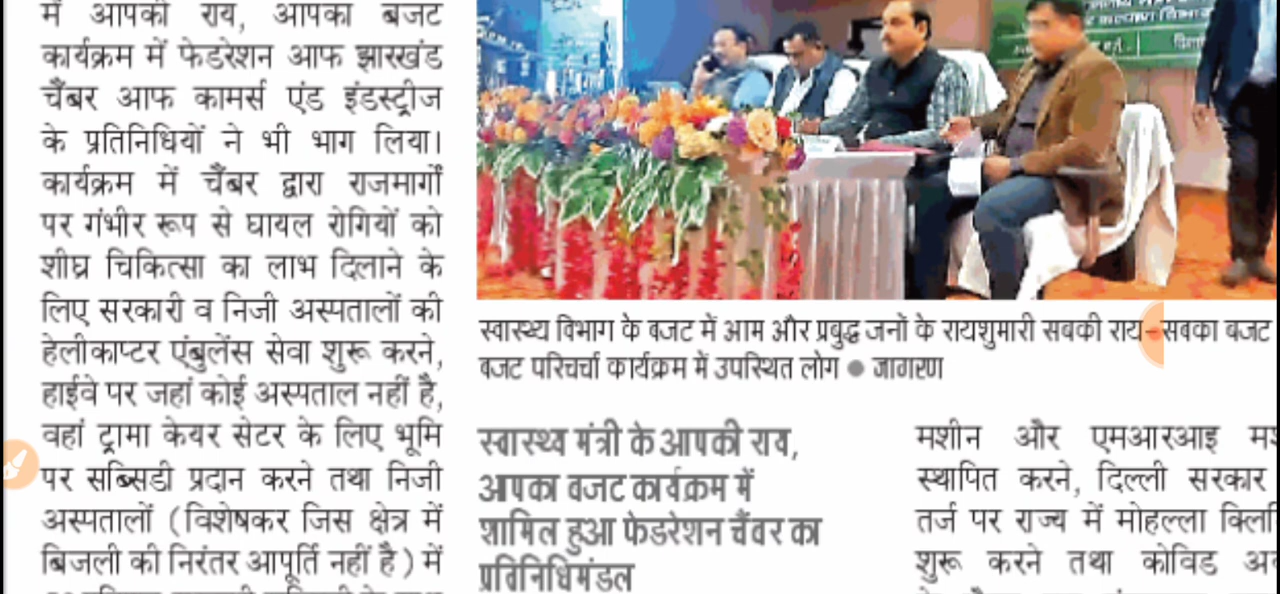 में आपकी राय, आपका बजट
कार्यक्रम में फेडरेशन आफ झारखंड
चैंबर आफ कामर्स एंड इंडस्ट्रीज
के प्रतिनिधियों ने भी भाग लिया।
कार्यक्रम में चैंबर द्वारा राजमार्गों
पर गंभीर रूप से घायल रोगियों को
शीघ्र चिकित्सा का लाभ दिलाने के
लिए सरकारी व निजी अस्पतालों की
हेलीकाप्टर एंबुलेंस सेवा शुरू करने,
हाईवे पर जहां कोई अस्पताल नहीं है,
वहां ट्रामा केयर सेटर के लिए भूमि
पर सब्सिडी प्रदान करने तथा निजी
अस्पतालों (विशेषकर जिस क्षेत्र में
बिजली की निरंतर आपूर्ति नहीं है) में
स्वास्थ्य विभाग के बजट में आम और प्रबुद्ध जनों के रायशुमारी सबकी राय-सबका बजट
बजट परिचर्चा कार्यक्रम में उपस्थित लोग ● जागरण
स्वास्थ्य मंत्री के आपकी राय,
आपका बजट कार्यक्रम में
शामिल हुआ फेडरेशन चैंबर का
प्रतिनिधिमंडल
मशीन और एमआरआइ
स्थापित करने, दिल्ली सरकार
तर्ज पर राज्य में मोहल्ला
शुरू करने तथा कोविड